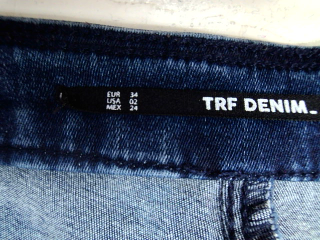 EUR 34
USA 02
MEX 24
TRF DENIM_